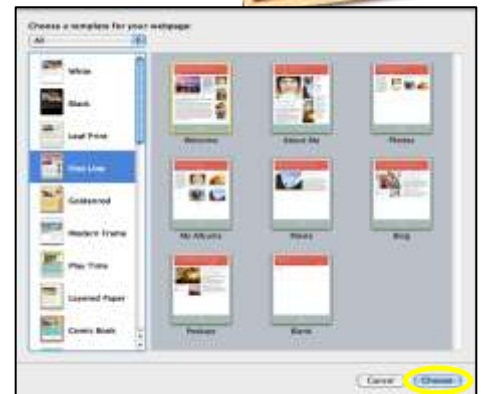 Choose a template for your webpage:
All
White
Black
Leaf Print
Fine Line
Goldenrod
Modern Frame
Play Time
Layered Paper
Comic Book
Welcome
About Me
Photos
My Albums
Movie
Blog
Podcast
Blank
Cancel
Choose